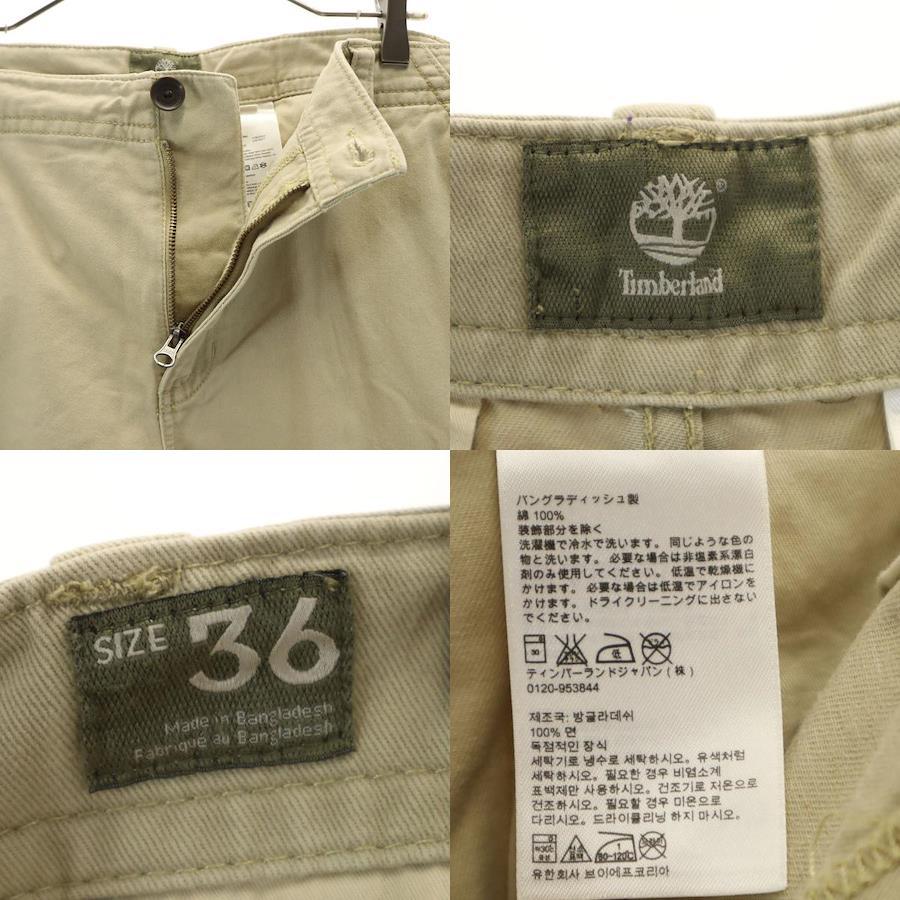 Timberland
SIZE 36
Made in Bangladesh
Fabriqué au Bangladesh
バングラディッシュ製
綿 100%
装飾部分を除く
洗濯機で冷水で洗います。 同じような色の
物と洗います。 必要な場合は非塩素系漂白
剤のみ使用してください。 低温で乾燥機に
かけます。 必要な場合は低温でアイロンを
かけます。 ドライクリーニングに出さない
でください。
30 低
ティンバーランドジャパン(株)
0120-953844
제조국: 방글라데쉬
100% 면
독점적인 장식
세탁기로 냉수로 세탁하시오. 유색처럼
세탁하시오. 필요한 경우 비염소계
표백제만 사용하시오. 건조기로 저온으로
건조하시오. 필요할 경우 미온으로
다리시오. 드라이클리닝 하지 마시오.
80-120°C
유한회사 브이에프코리아